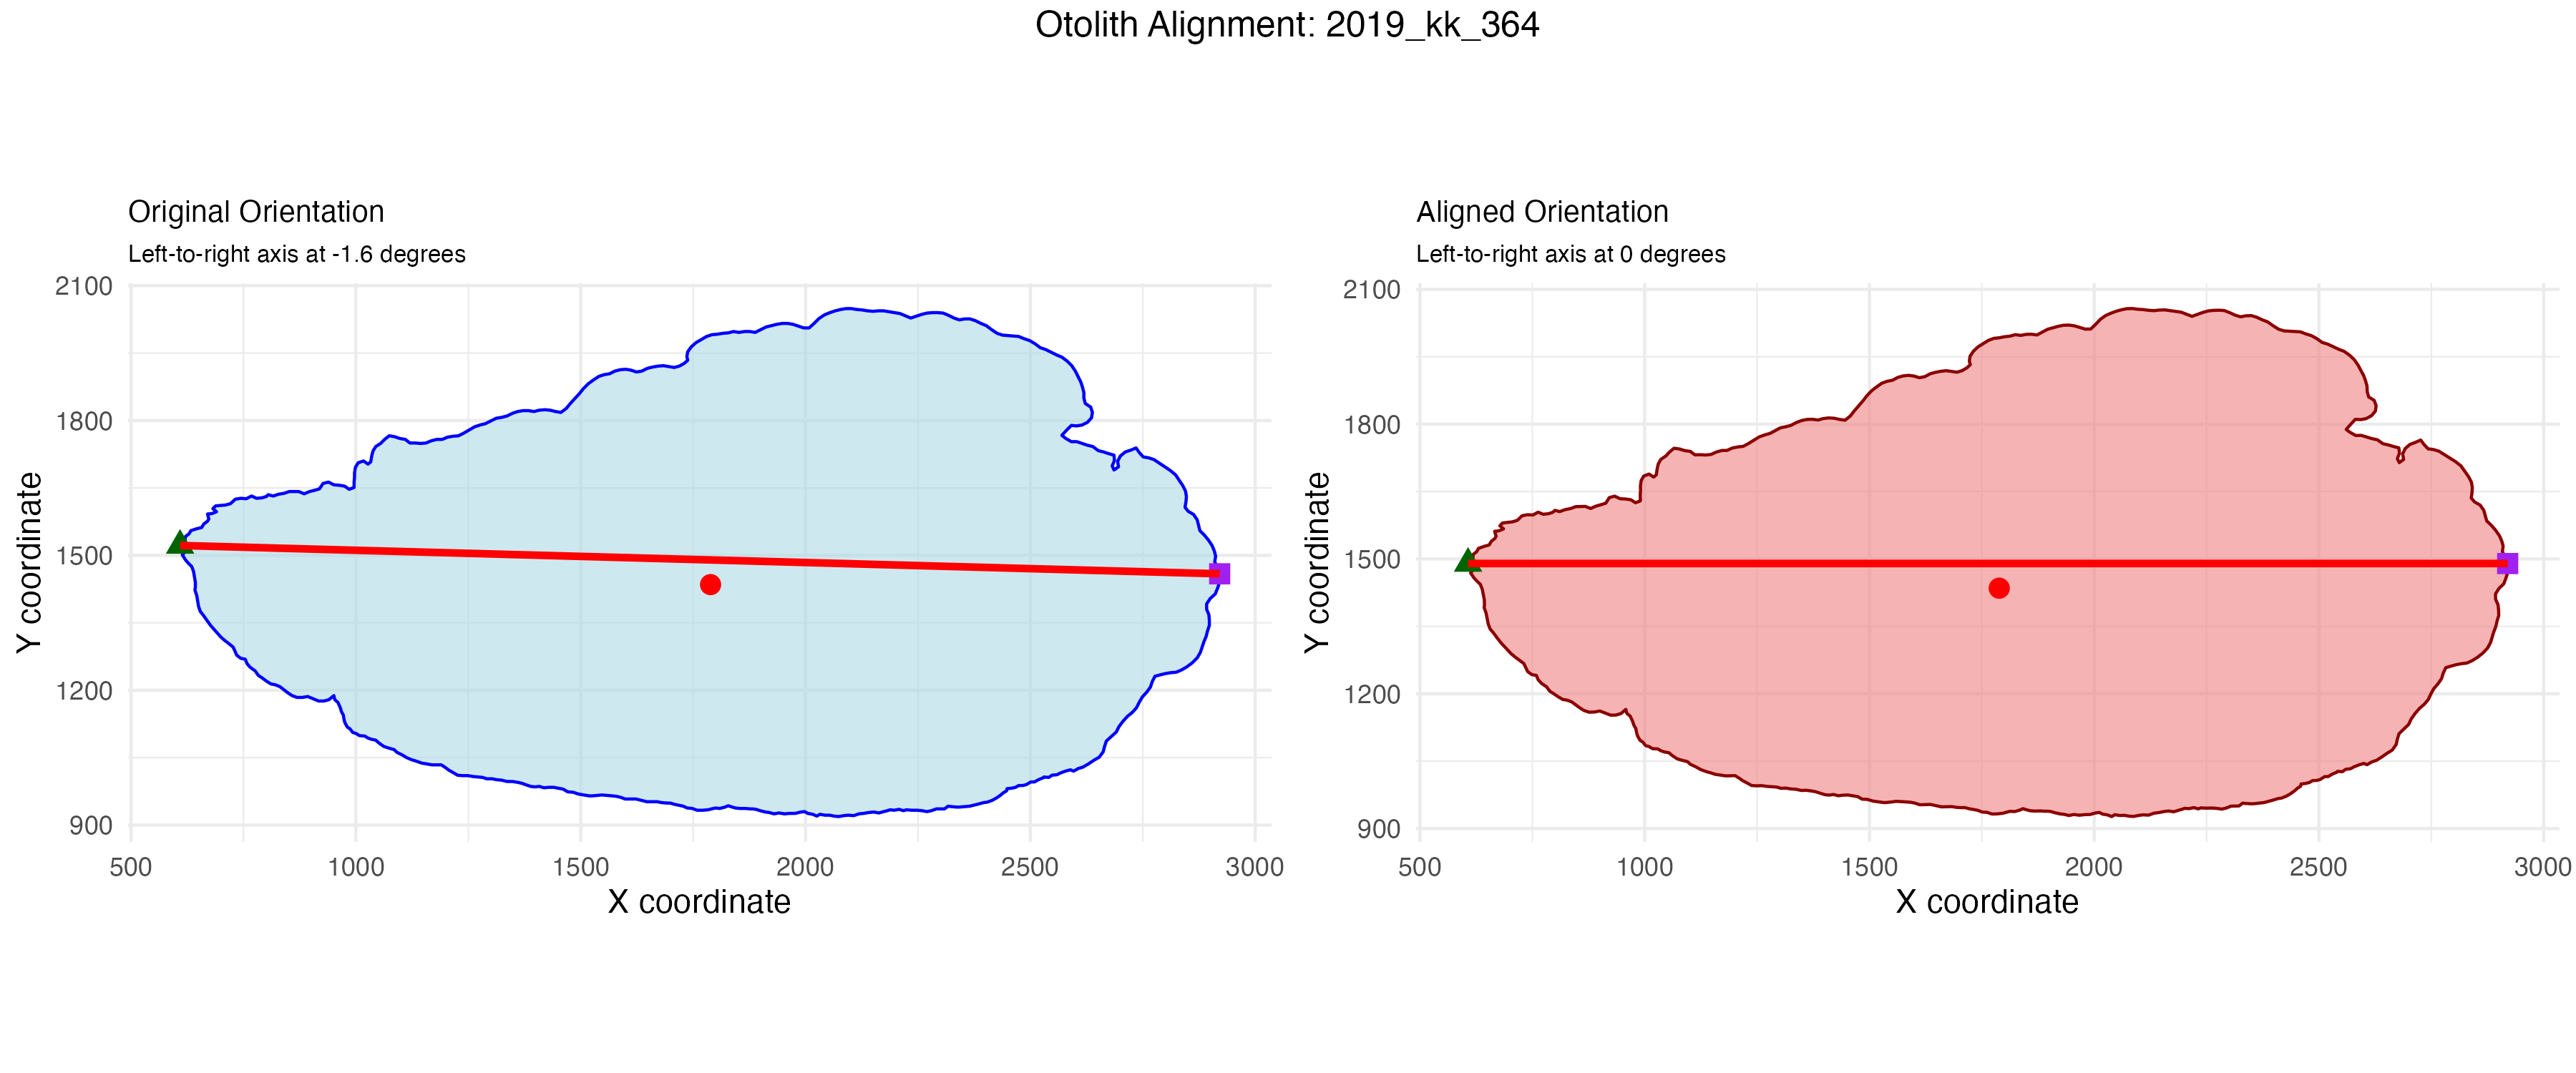 Otolith Alignment: 2019_kk_364
Original Orientation
Left-to-right axis at -1.6 degrees
2100
1800
1500
1200
900
500 1000 1500 2000 2500 3000
X coordinate
Y coordinate
Aligned Orientation
Left-to-right axis at 0 degrees
2100
1800
1500
1200
900
500 1000 1500 2000 2500 3000
X coordinate
Y coordinate